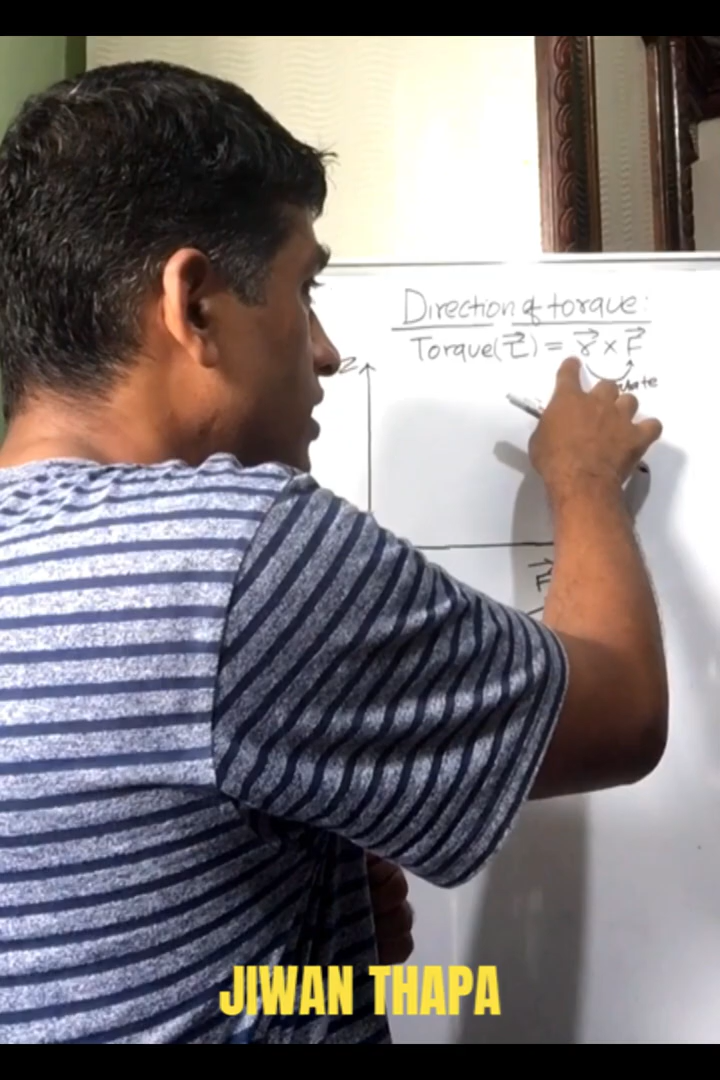 Direction of torque:
Torque(τ⃗) = r⃗ × F⃗
Z
F⃗
JIWAN THAPA